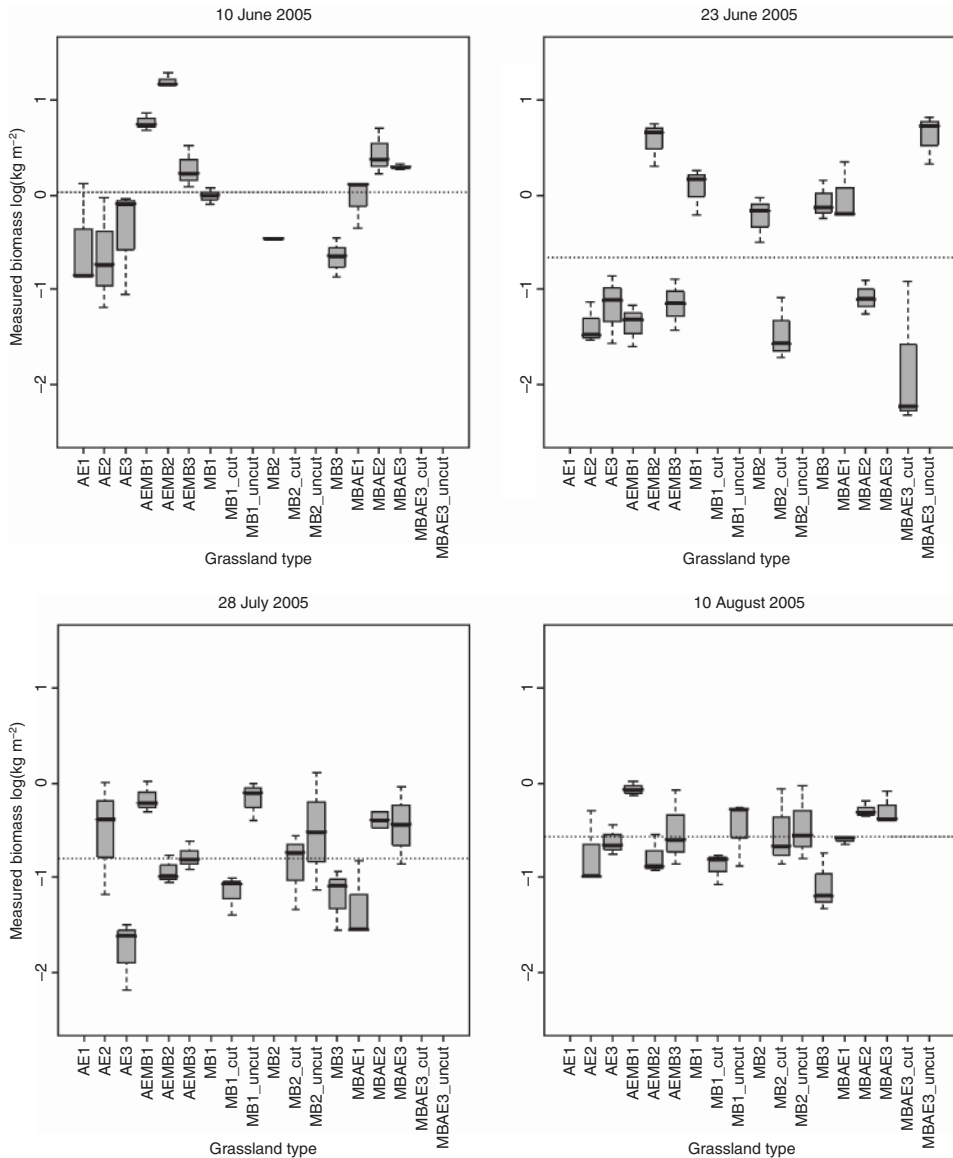 10 June 2005
23 June 2005
Measured biomass log(kg m⁻²)
1
0
−1
−2
1
0
−1
−2
AE1
AE2
AE3
AEMB1
AEMB2
AEMB3
MB1
MB1_cut
MB1_uncut
MB2
MB2_cut
MB2_uncut
MB3
MBAE1
MBAE2
MBAE3
MBAE3_cut
MBAE3_uncut
AE1
AE2
AE3
AEMB1
AEMB2
AEMB3
MB1
MB1_cut
MB1_uncut
MB2
MB2_cut
MB2_uncut
MB3
MBAE1
MBAE2
MBAE3
MBAE3_cut
MBAE3_uncut
Grassland type
Grassland type
28 July 2005
10 August 2005
Measured biomass log(kg m⁻²)
1
0
−1
−2
1
0
−1
−2
AE1
AE2
AE3
AEMB1
AEMB2
AEMB3
MB1
MB1_cut
MB1_uncut
MB2
MB2_cut
MB2_uncut
MB3
MBAE1
MBAE2
MBAE3
MBAE3_cut
MBAE3_uncut
AE1
AE2
AE3
AEMB1
AEMB2
AEMB3
MB1
MB1_cut
MB1_uncut
MB2
MB2_cut
MB2_uncut
MB3
MBAE1
MBAE2
MBAE3
MBAE3_cut
MBAE3_uncut
Grassland type
Grassland type